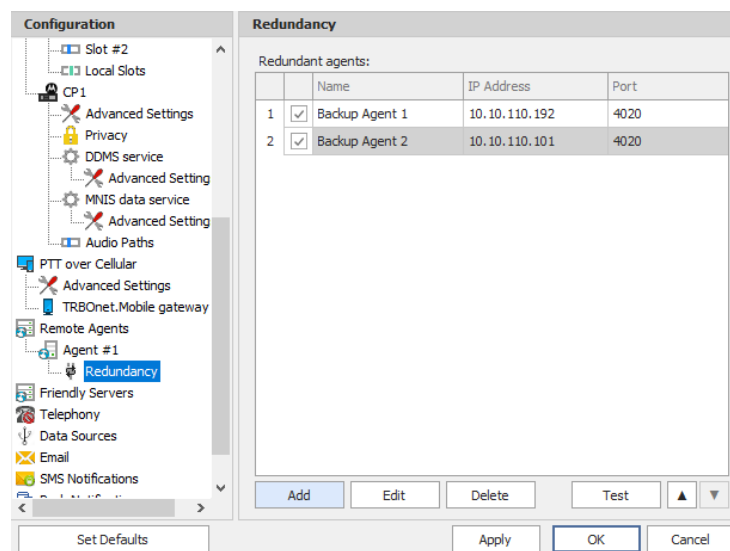 Configuration
Slot #2
Local Slots
CP1
Advanced Settings
Privacy
DDMS service
Advanced Setting
MNIS data service
Advanced Setting
Audio Paths
PTT over Cellular
Advanced Settings
TRBOnet.Mobile gateway
Remote Agents
Agent #1
Redundancy
Friendly Servers
Telephony
Data Sources
Email
SMS Notifications
Set Defaults
Redundancy
Redundant agents:
Name IP Address Port
1 Backup Agent 1 10.10.110.192 4020
2 Backup Agent 2 10.10.110.101 4020
Add Edit Delete Test
Apply OK Cancel